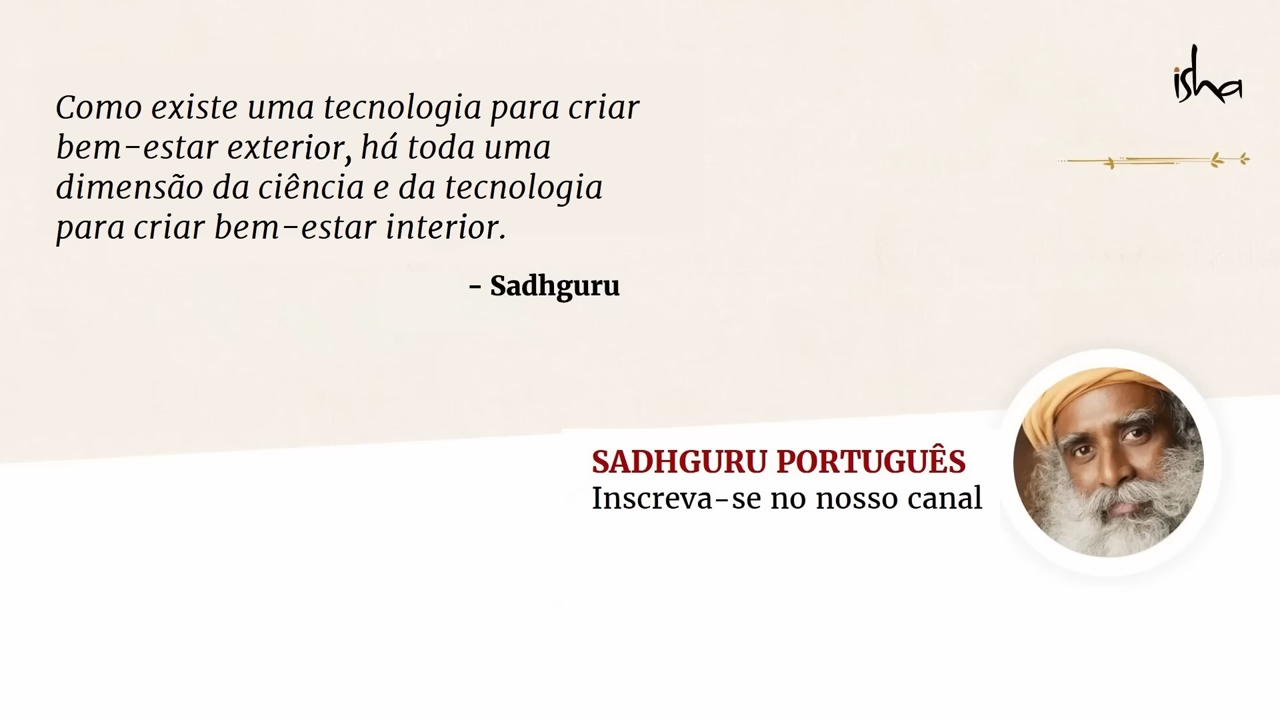 Como existe uma tecnologia para criar
bem-estar exterior, há toda uma
dimensão da ciência e da tecnologia
para criar bem-estar interior.
- Sadhguru
isha
SADHGURU PORTUGUÊS
Inscreva-se no nosso canal